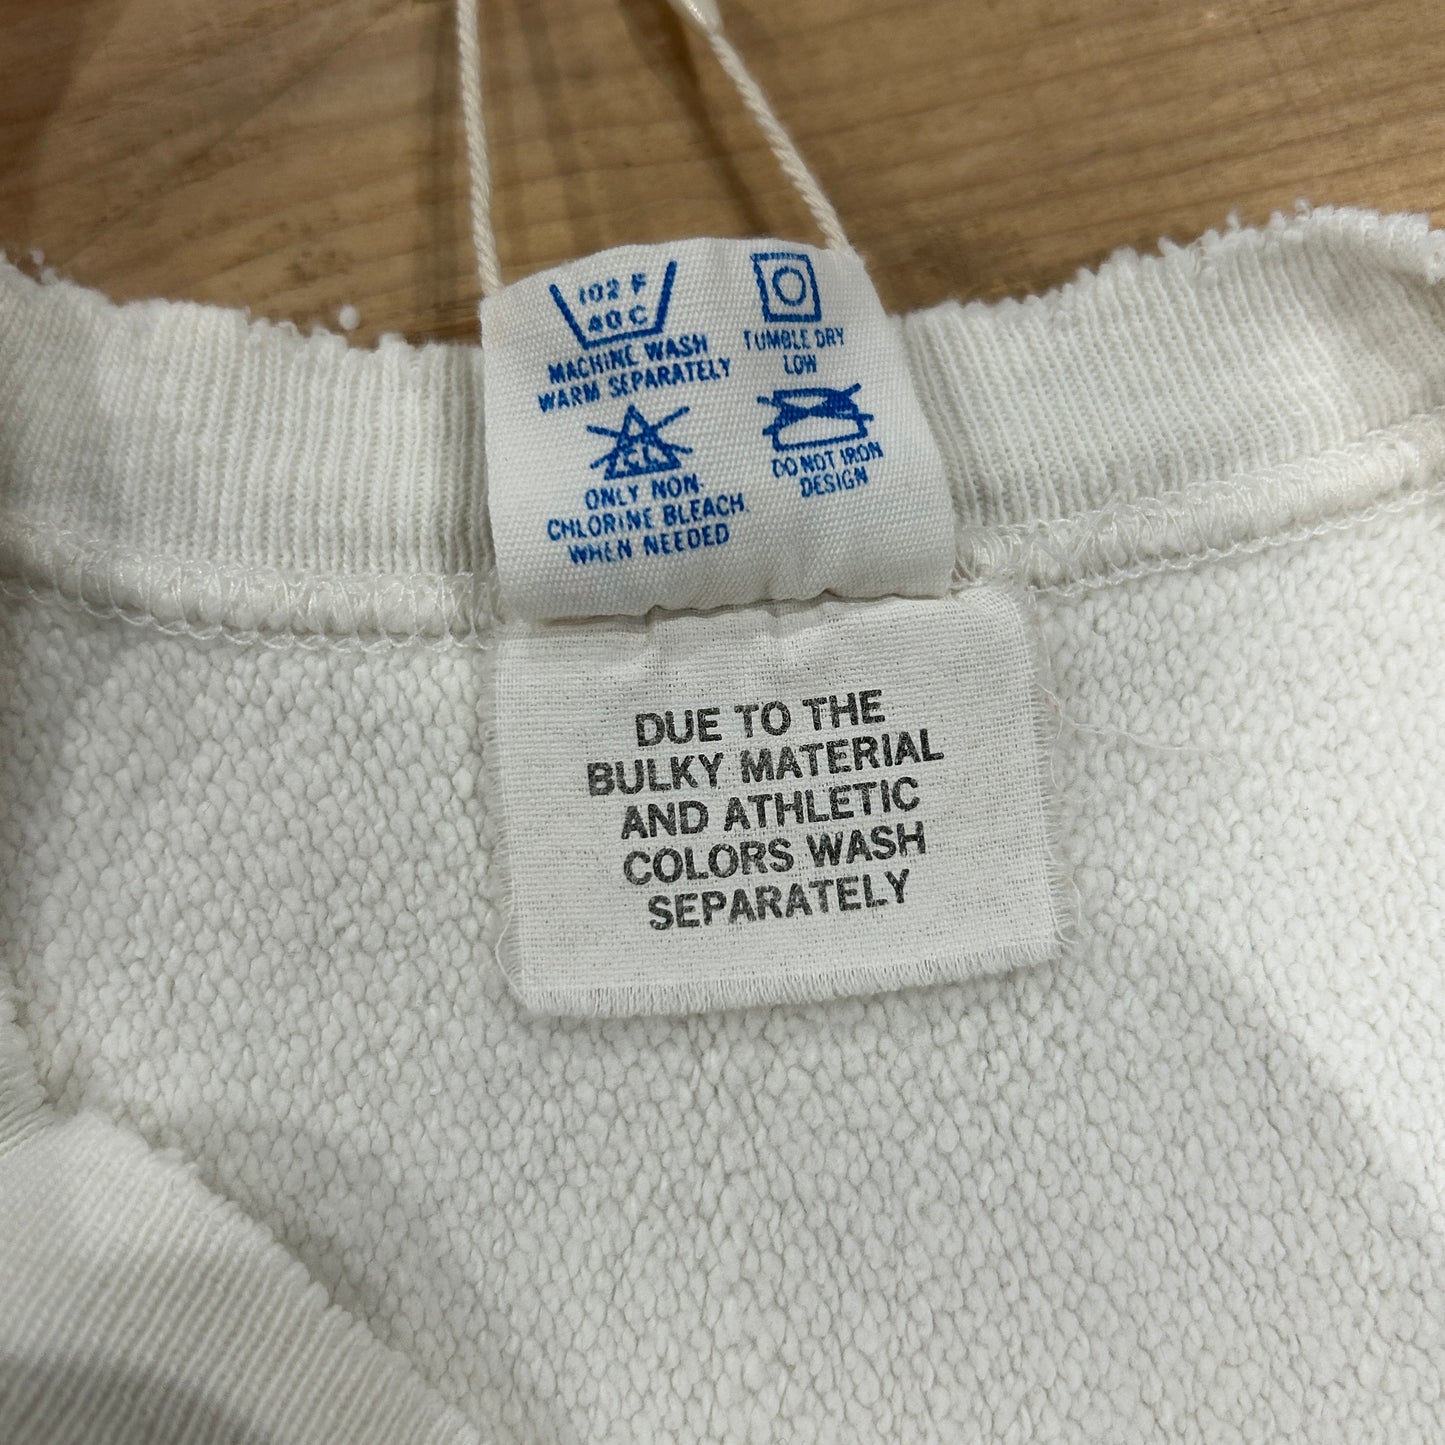 102 F
40 C
MACHINE WASH
WARM SEPARATELY
TUMBLE DRY
LOW
CL
ONLY NON-
CHLORINE BLEACH
WHEN NEEDED
DO NOT IRON
DESIGN
DUE TO THE
BULKY MATERIAL
AND ATHLETIC
COLORS WASH
SEPARATELY